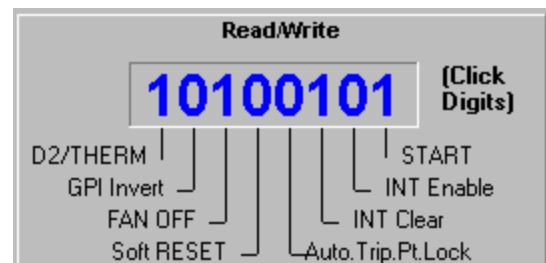 Read/Write
10100101
(Click
Digits)
D2/THERM
START
GPI Invert
INT Enable
FAN OFF
INT Clear
Soft RESET
Auto.Trip.Pt.Lock